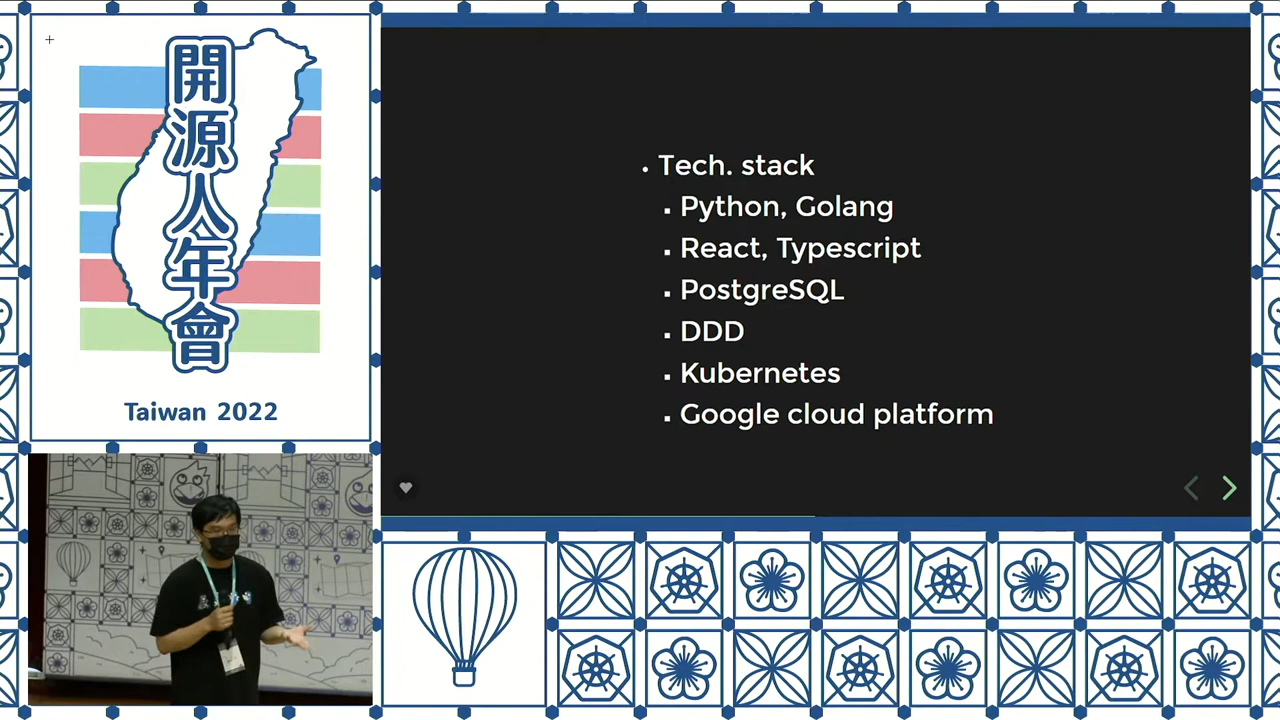 開源人年會
Taiwan 2022
Tech. stack
Python, Golang
React, Typescript
PostgreSQL
DDD
Kubernetes
Google cloud platform